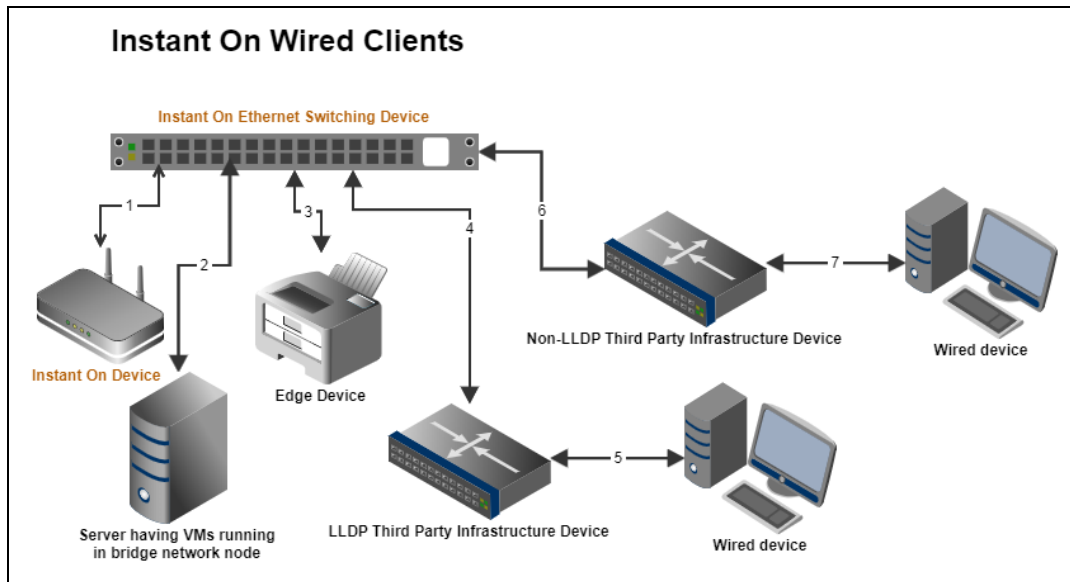 Instant On Wired Clients
Instant On Ethernet Switching Device
1
2
3
4
6
7
Instant On Device
Edge Device
Non-LLDP Third Party Infrastructure Device
Wired device
5
Server having VMs running
in bridge network node
LLDP Third Party Infrastructure Device
Wired device